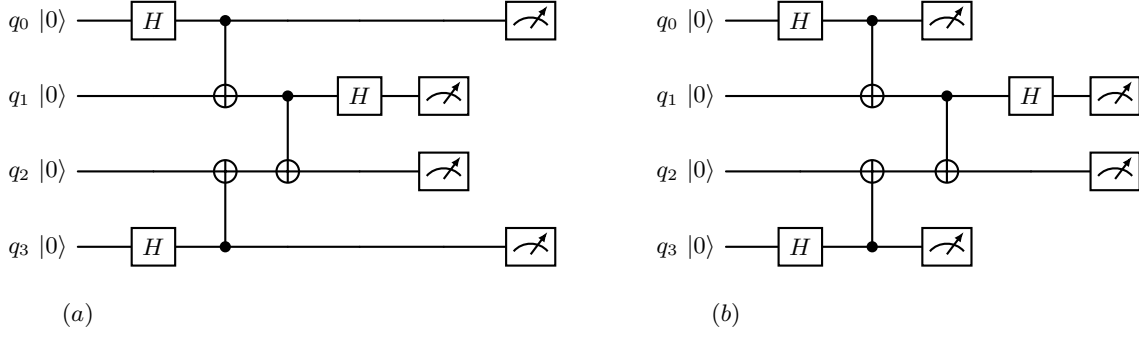 q₀ |0⟩ H q₀ |0⟩ H
q₁ |0⟩ H q₁ |0⟩ H
q₂ |0⟩ q₂ |0⟩
q₃ |0⟩ H q₃ |0⟩ H
(a) (b)